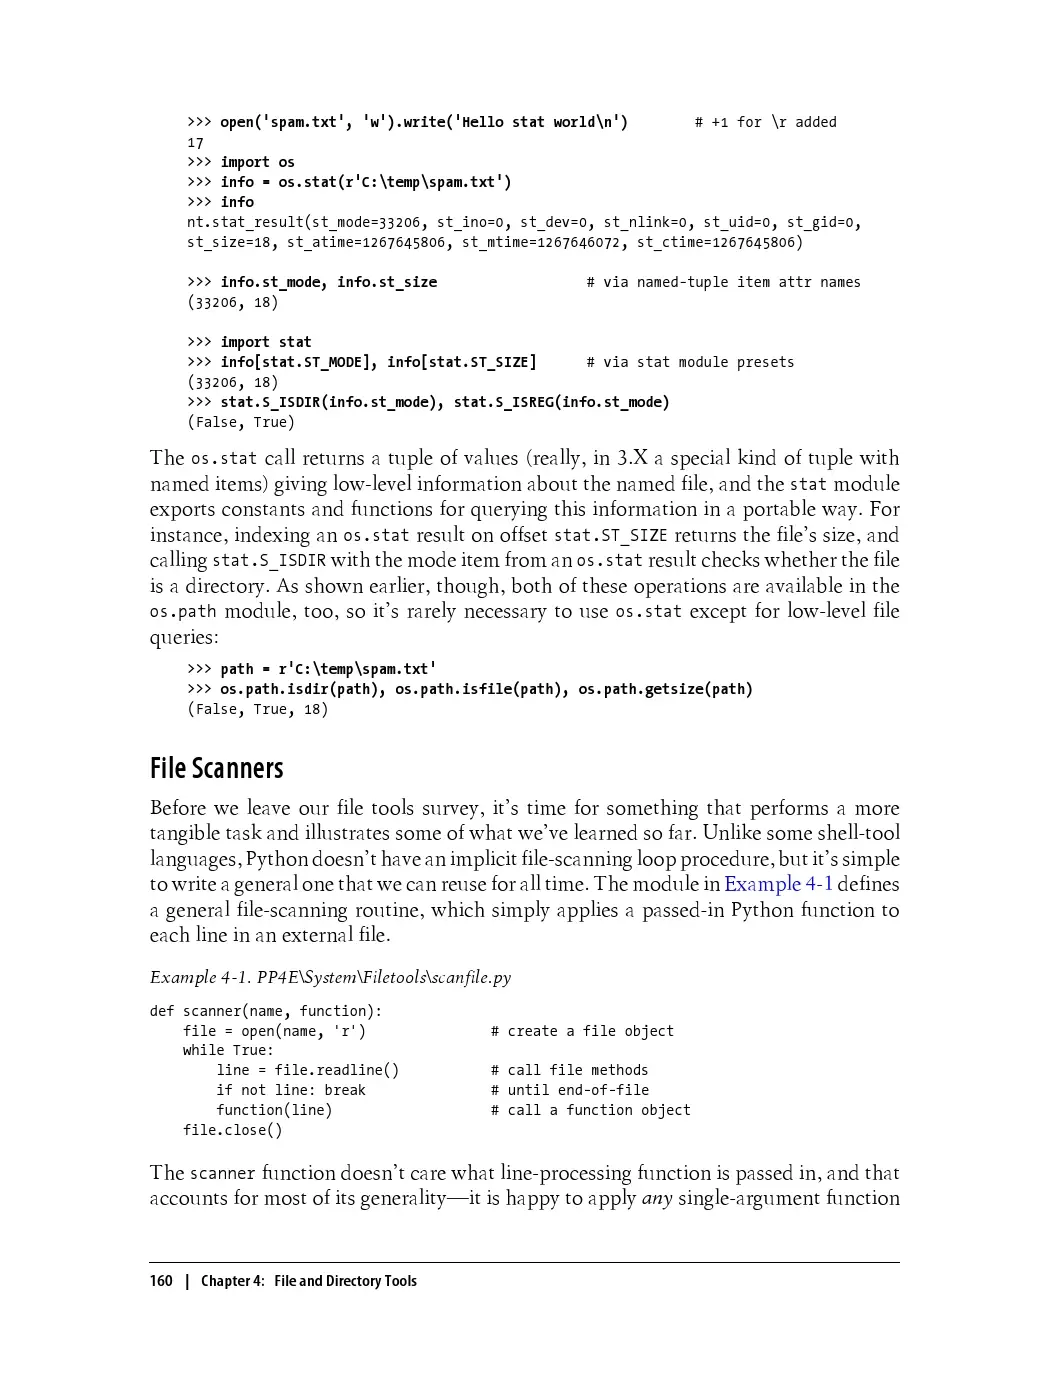 >>> open('spam.txt', 'w').write('Hello stat world\n')        # +1 for \r added
17
>>> import os
>>> info = os.stat(r'C:\temp\spam.txt')
>>> info
nt.stat_result(st_mode=33206, st_ino=0, st_dev=0, st_nlink=0, st_uid=0, st_gid=0,
st_size=18, st_atime=1267645806, st_mtime=1267646072, st_ctime=1267645806)
>>> info.st_mode, info.st_size                  # via named-tuple item attr names
(33206, 18)
>>> import stat
>>> info[stat.ST_MODE], info[stat.ST_SIZE]      # via stat module presets
(33206, 18)
>>> stat.S_ISDIR(info.st_mode), stat.S_ISREG(info.st_mode)
(False, True)
The os.stat call returns a tuple of values (really, in 3.X a special kind of tuple with
named items) giving low-level information about the named file, and the stat module
exports constants and functions for querying this information in a portable way. For
instance, indexing an os.stat result on offset stat.ST_SIZE returns the file's size, and
calling stat.S_ISDIR with the mode item from an os.stat result checks whether the file
is a directory. As shown earlier, though, both of these operations are available in the
os.path module, too, so it's rarely necessary to use os.stat except for low-level file
queries:
>>> path = r'C:\temp\spam.txt'
>>> os.path.isdir(path), os.path.isfile(path), os.path.getsize(path)
(False, True, 18)
File Scanners
Before we leave our file tools survey, it's time for something that performs a more
tangible task and illustrates some of what we've learned so far. Unlike some shell-tool
languages, Python doesn't have an implicit file-scanning loop procedure, but it's simple
to write a general one that we can reuse for all time. The module in Example 4-1 defines
a general file-scanning routine, which simply applies a passed-in Python function to
each line in an external file.
Example 4-1. PP4E\System\Filetools\scanfile.py
def scanner(name, function):
    file = open(name, 'r')               # create a file object
    while True:
        line = file.readline()           # call file methods
        if not line: break               # until end-of-file
        function(line)                   # call a function object
    file.close()
The scanner function doesn't care what line-processing function is passed in, and that
accounts for most of its generality—it is happy to apply any single-argument function
160 | Chapter 4: File and Directory Tools